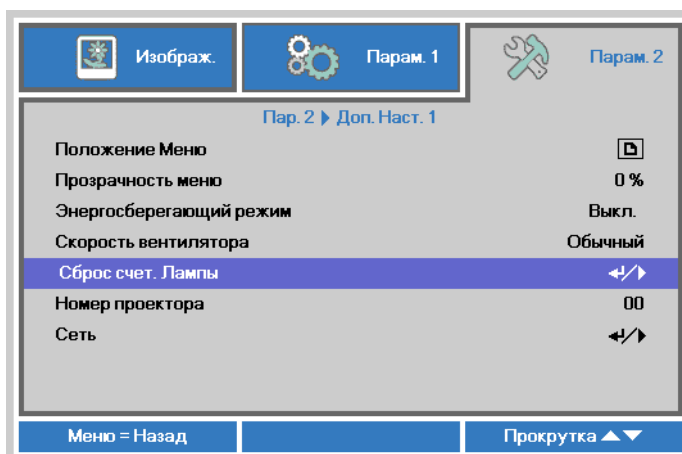 Изображ. Парам. 1 Парам. 2
Пар. 2 Доп. Наст. 1
Положение Меню
Прозрачность меню 0 %
Энергосберегающий режим Выкл.
Скорость вентилятора Обычный
Сброс счет. Лампы
Номер проектора 00
Сеть
Меню = Назад Прокрутка